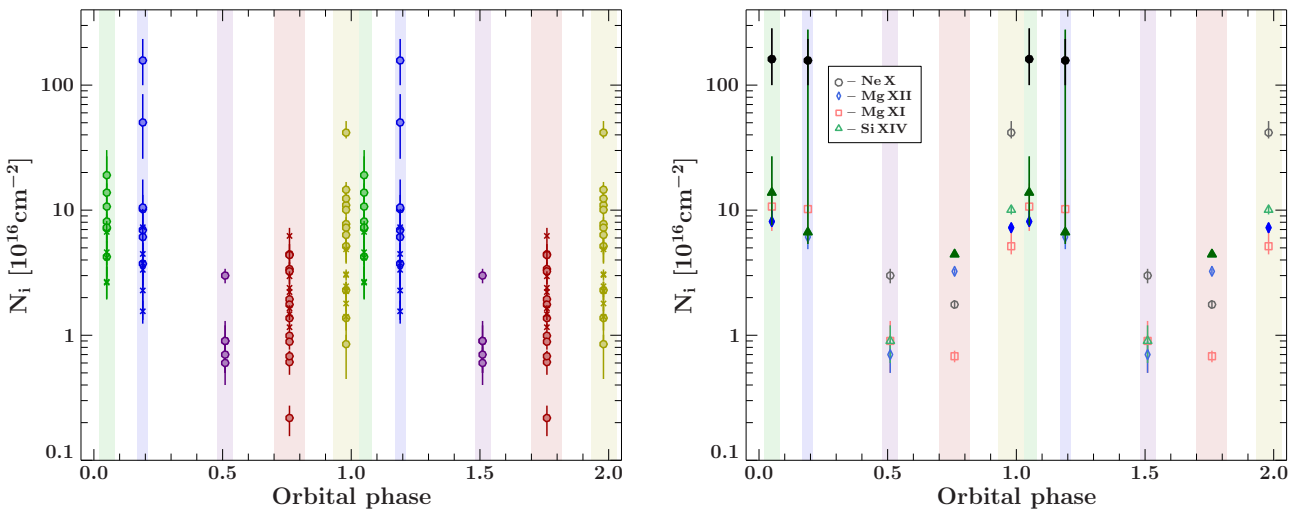 100
10
1
0.1
N_i [10^16 cm^−2]
0.0 0.5 1.0 1.5 2.0
Orbital phase
100
10
1
0.1
N_i [10^16 cm^−2]
– Ne X
– Mg XII
– Mg XI
– Si XIV
0.0 0.5 1.0 1.5 2.0
Orbital phase